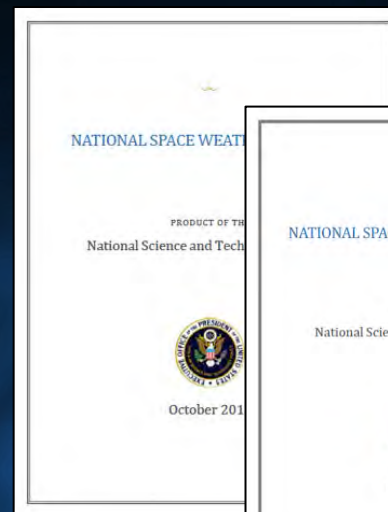 NATIONAL SPACE WEAT
PRODUCT OF TH
National Science and Tech
October 201
NATIONAL SPA
National Scie